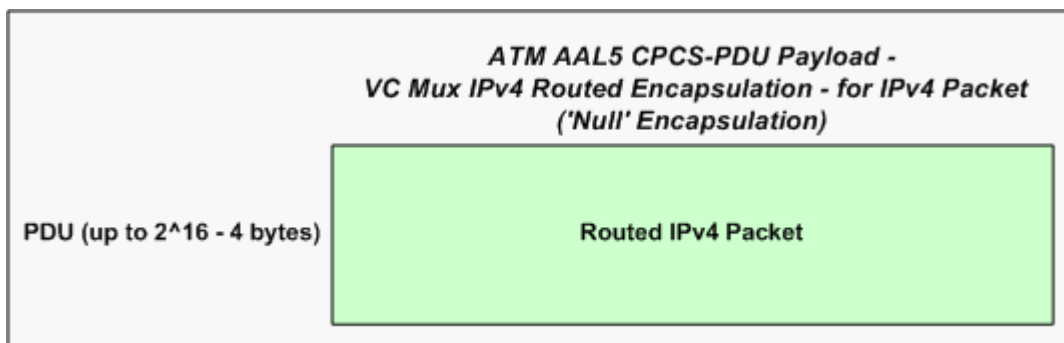 ATM AAL5 CPCS-PDU Payload -
VC Mux IPv4 Routed Encapsulation - for IPv4 Packet
('Null' Encapsulation)
PDU (up to 2^16 - 4 bytes)
Routed IPv4 Packet